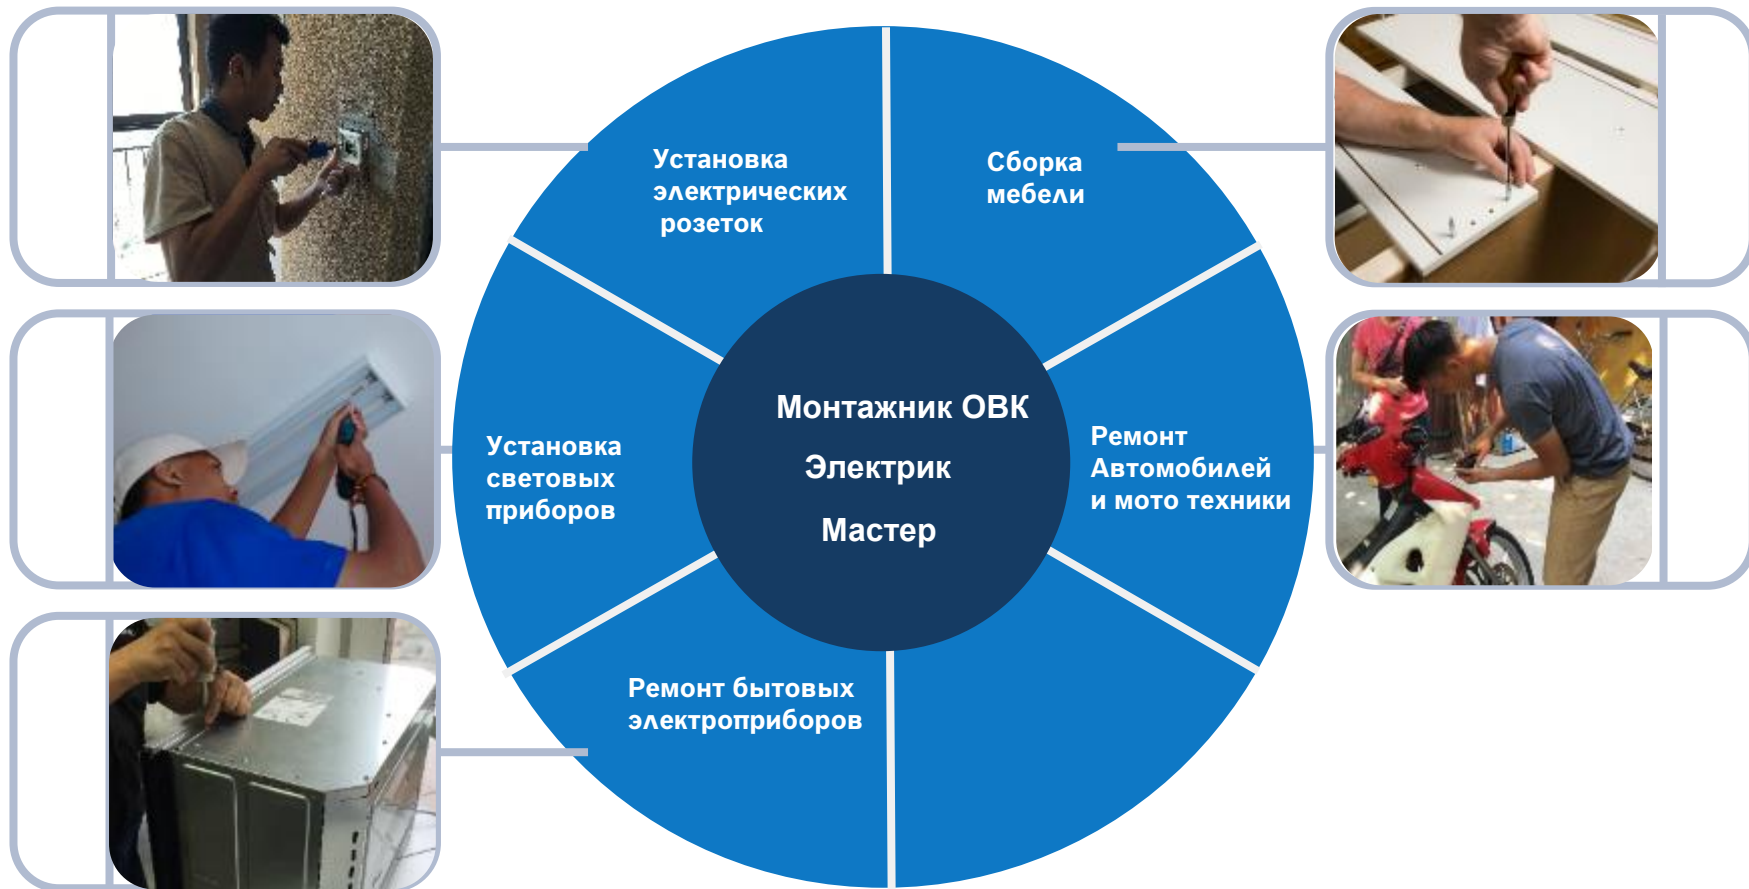 Установка
электрических
розеток
Сборка
мебели
Установка
световых
приборов
Монтажник ОВК
Электрик
Мастер
Ремонт
Автомобилей
и мото техники
Ремонт бытовых
электроприборов